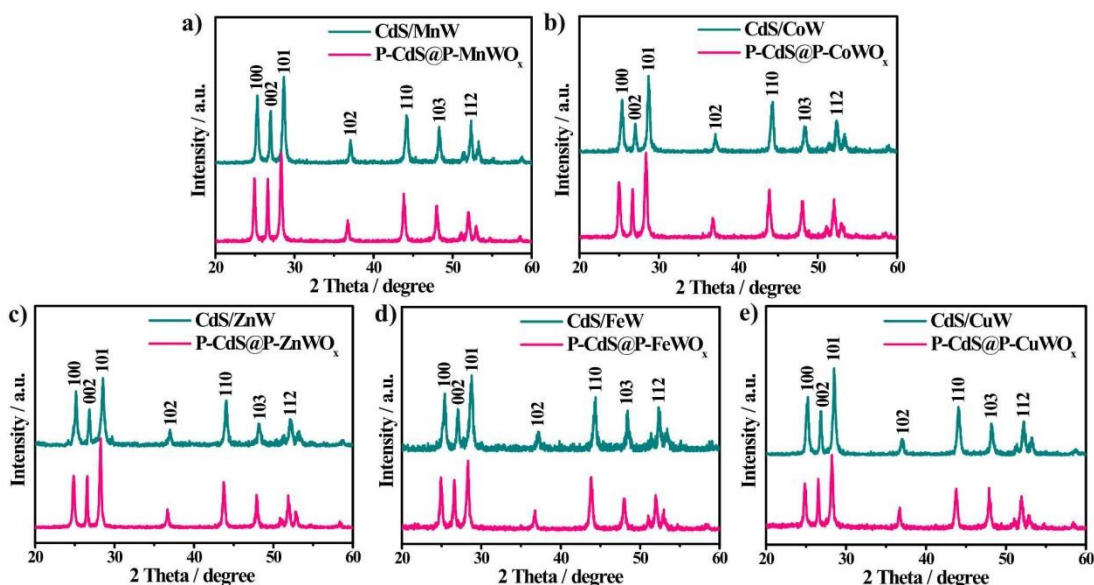 a)
CdS/MnW
P-CdS@P-MnWOₓ
100
002
101
102
110
103
112
Intensity / a.u.
20 30 40 50 60
2 Theta / degree
b)
CdS/CoW
P-CdS@P-CoWOₓ
100
002
101
102
110
103
112
Intensity / a.u.
20 30 40 50 60
2 Theta / degree
c)
CdS/ZnW
P-CdS@P-ZnWOₓ
100
002
101
102
110
103
112
Intensity / a.u.
20 30 40 50 60
2 Theta / degree
d)
CdS/FeW
P-CdS@P-FeWOₓ
100
002
101
102
110
103
112
Intensity / a.u.
20 30 40 50 60
2 Theta / degree
e)
CdS/CuW
P-CdS@P-CuWOₓ
100
002
101
102
110
103
112
Intensity / a.u.
20 30 40 50 60
2 Theta / degree